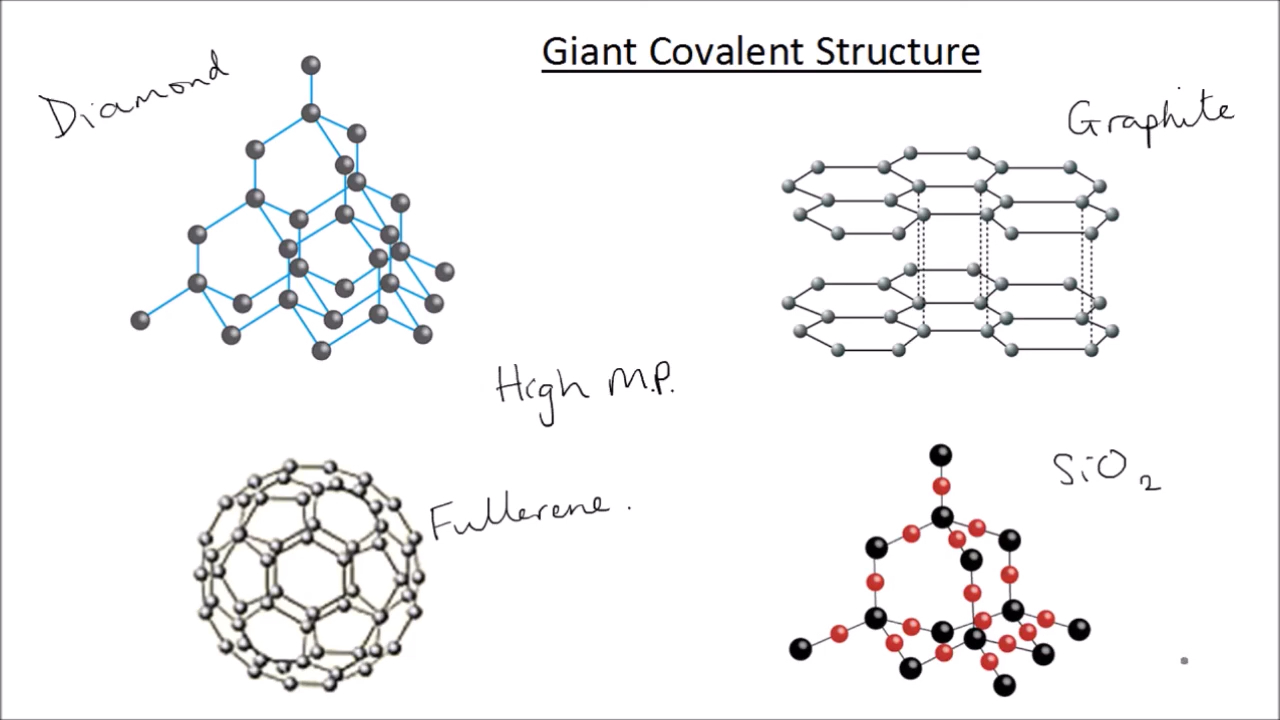 Giant Covalent Structure
Diamond
Graphite
High M.P.
Fullerene.
SiO₂